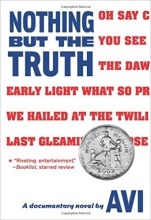 NOTHING
BUT THE
TRUTH
OH SAY C
YOU SEE
THE DAW
EARLY LIGHT WHAT SO PR
WE HAILED AT THE TWILI
LAST GLEAMI
SE
★ "Riveting entertainment"
—Booklist, starred review
A documentary novel by AVI